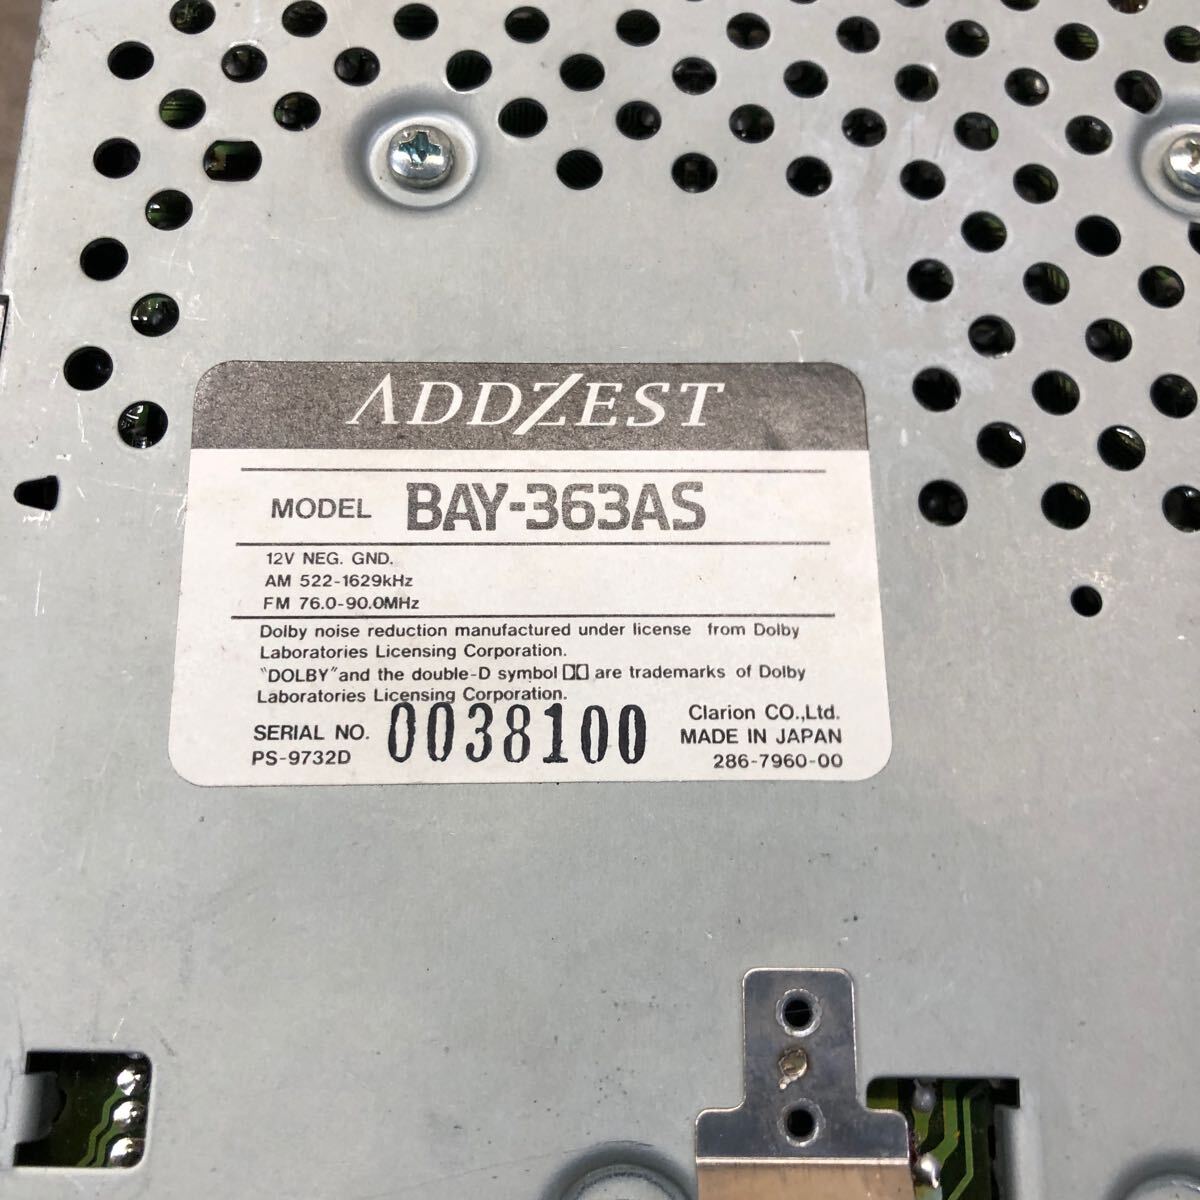 ADDZEST
MODEL BAY-363AS
12V NEG. GND.
AM 522-1629kHz
FM 76.0-90.0MHz
Dolby noise reduction manufactured under license from Dolby
Laboratories Licensing Corporation.
"DOLBY" and the double-D symbol are trademarks of Dolby
Laboratories Licensing Corporation.
SERIAL NO. 0038100
PS-9732D
Clarion CO.,Ltd.
MADE IN JAPAN
286-7960-00